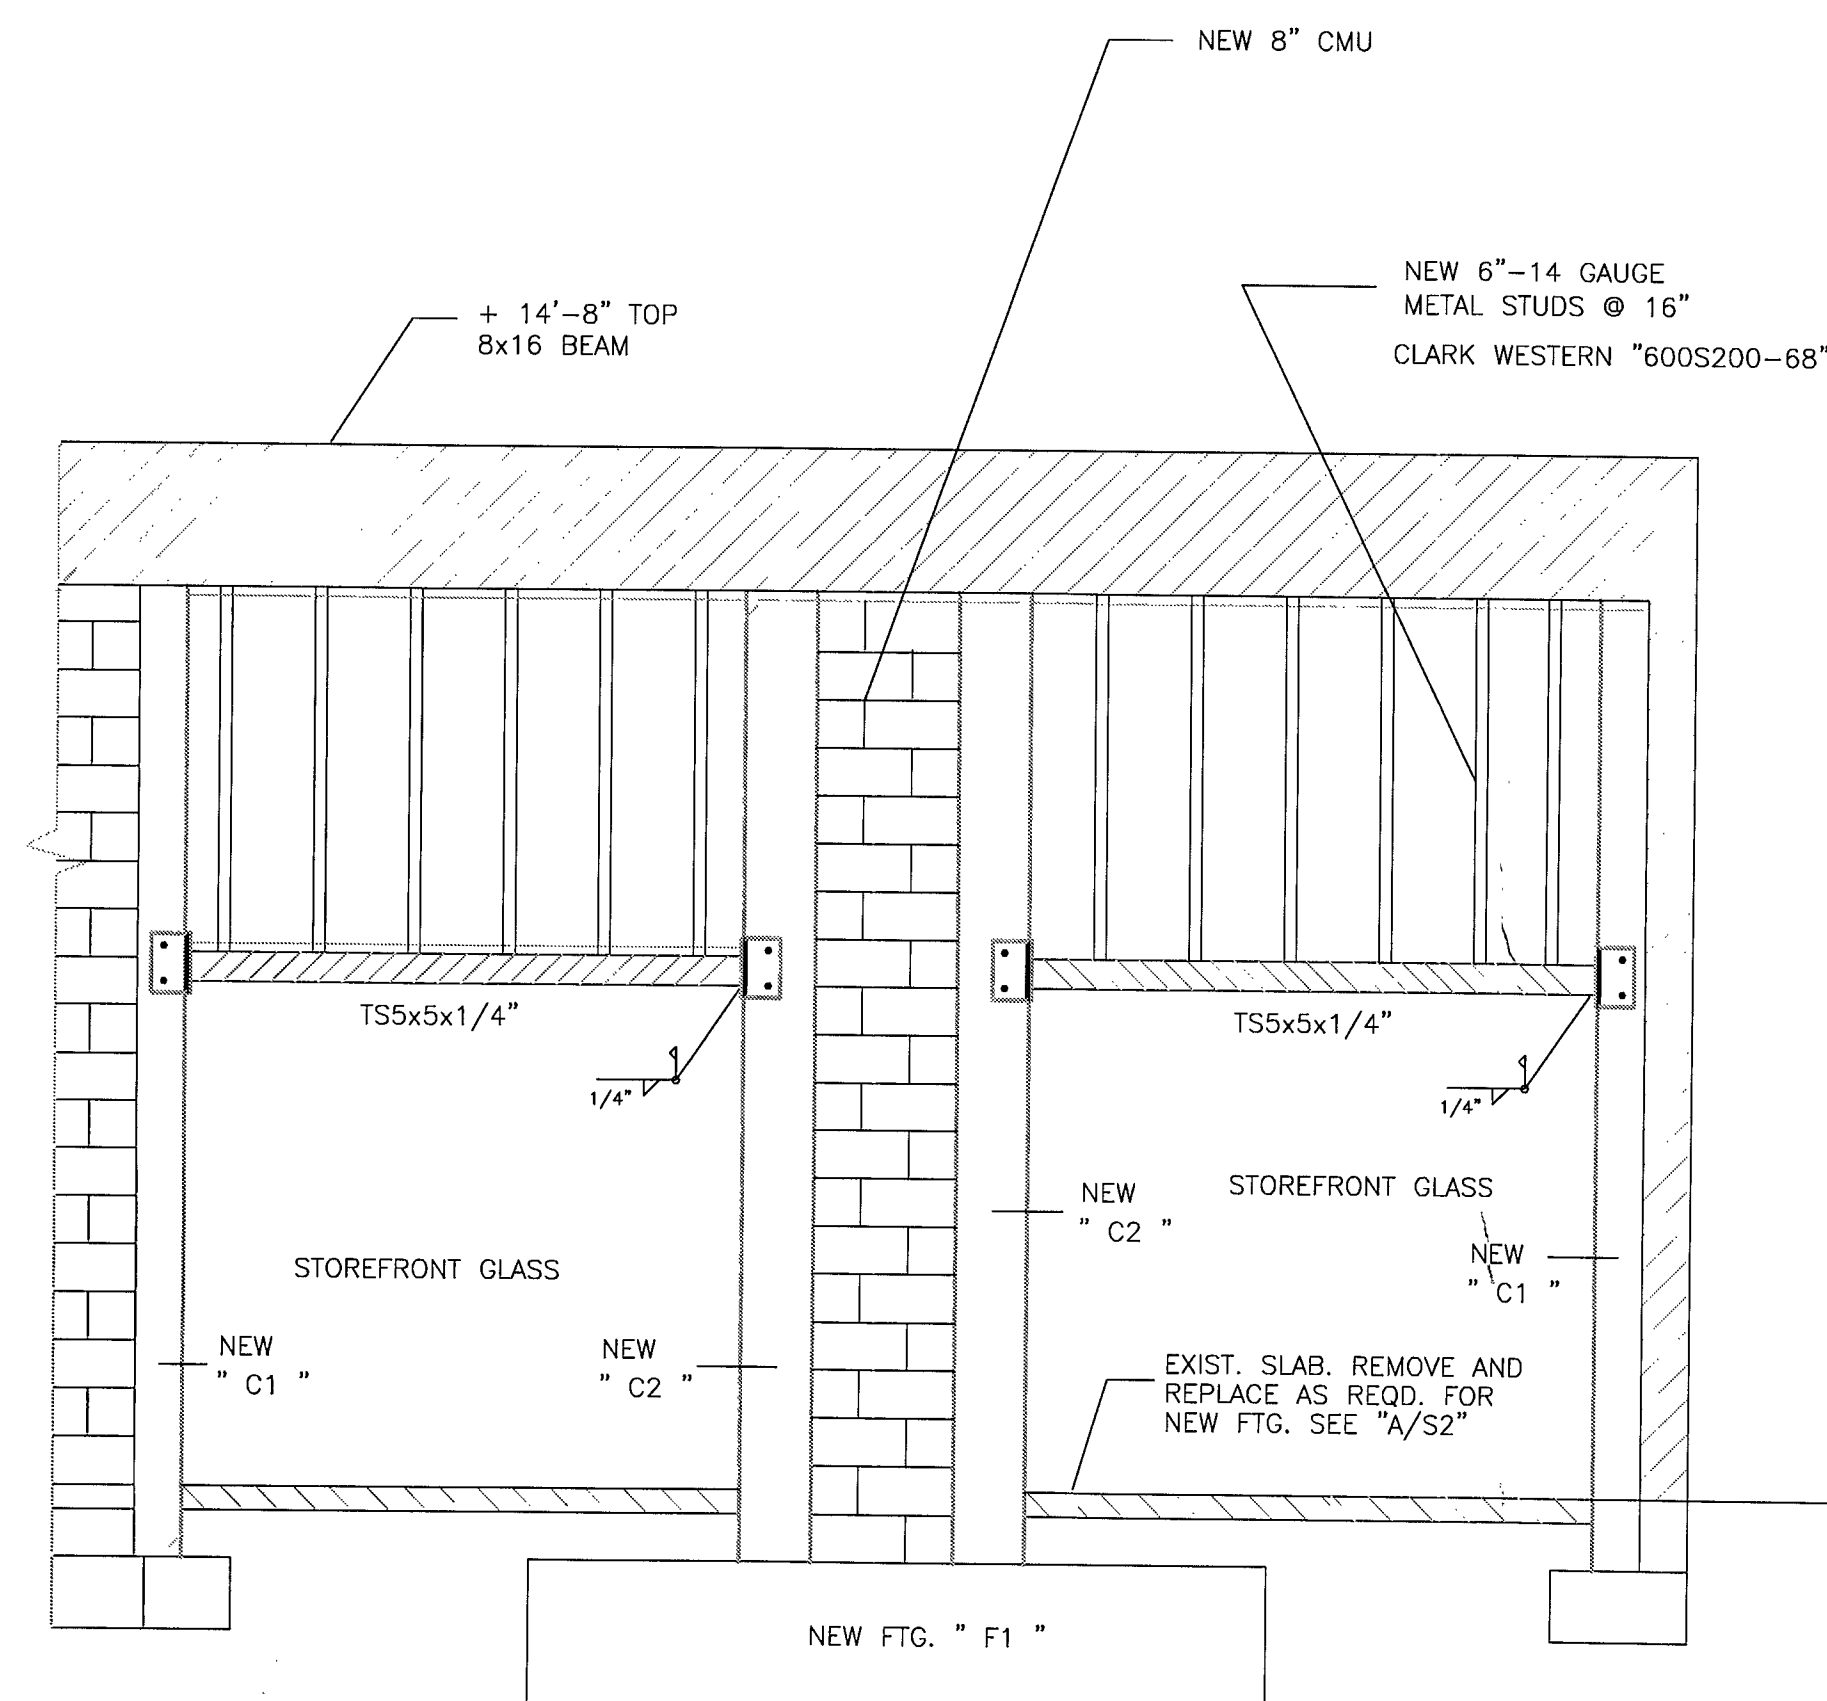 NEW 8" CMU
NEW 6"-14 GAUGE
METAL STUDS @ 16"
CLARK WESTERN "600S200-68"
+ 14'-8" TOP
8x16 BEAM
TS5x5x1/4"
TS5x5x1/4"
1/4"
1/4"
NEW
" C2 "
STOREFRONT GLASS
NEW
" C1 "
STOREFRONT GLASS
NEW
" C1 "
NEW
" C2 "
EXIST. SLAB. REMOVE AND
REPLACE AS REQD. FOR
NEW FTG. SEE "A/S2"
NEW FTG. " F1 "